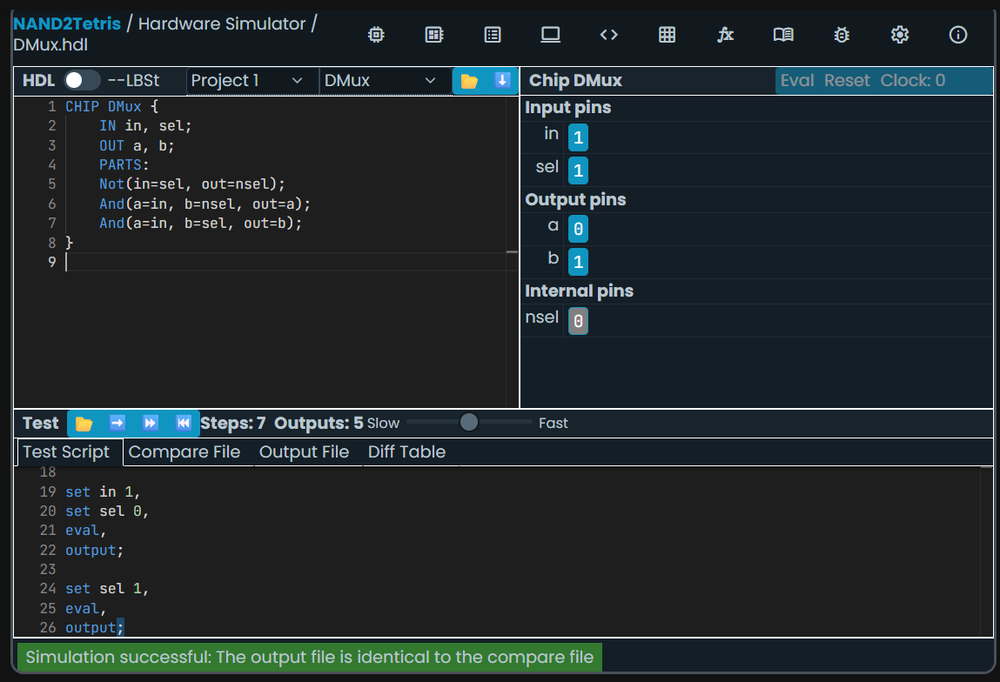 NAND2Tetris / Hardware Simulator /
DMux.hdl
HDL --LBSt Project 1 DMux
Chip DMux Eval Reset Clock: 0
1 CHIP DMux {
2 IN in, sel;
3 OUT a, b;
4 PARTS:
5 Not(in=sel, out=nsel);
6 And(a=in, b=nsel, out=a);
7 And(a=in, b=sel, out=b);
8 }
9
Input pins
in 1
sel 1
Output pins
a 0
b 1
Internal pins
nsel 0
Test Steps: 7 Outputs: 5 Slow Fast
Test Script Compare File Output File Diff Table
18
19 set in 1,
20 set sel 0,
21 eval,
22 output;
23
24 set sel 1,
25 eval,
26 output;
Simulation successful: The output file is identical to the compare file